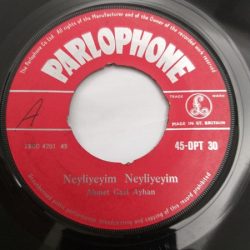 The Parlophone Co. Ltd. All rights of the Manufacturer and of the Owner of the Recorded Work Reserved
PARLOPHONE
TRADE MARK
A
45-OPT 30
MADE IN GT. BRITAIN
45
Neyliyeyim Neyliyeyim
Ahmet Gazi Ayhan
Unauthorised public performance broadcasting and copying of this record prohibited